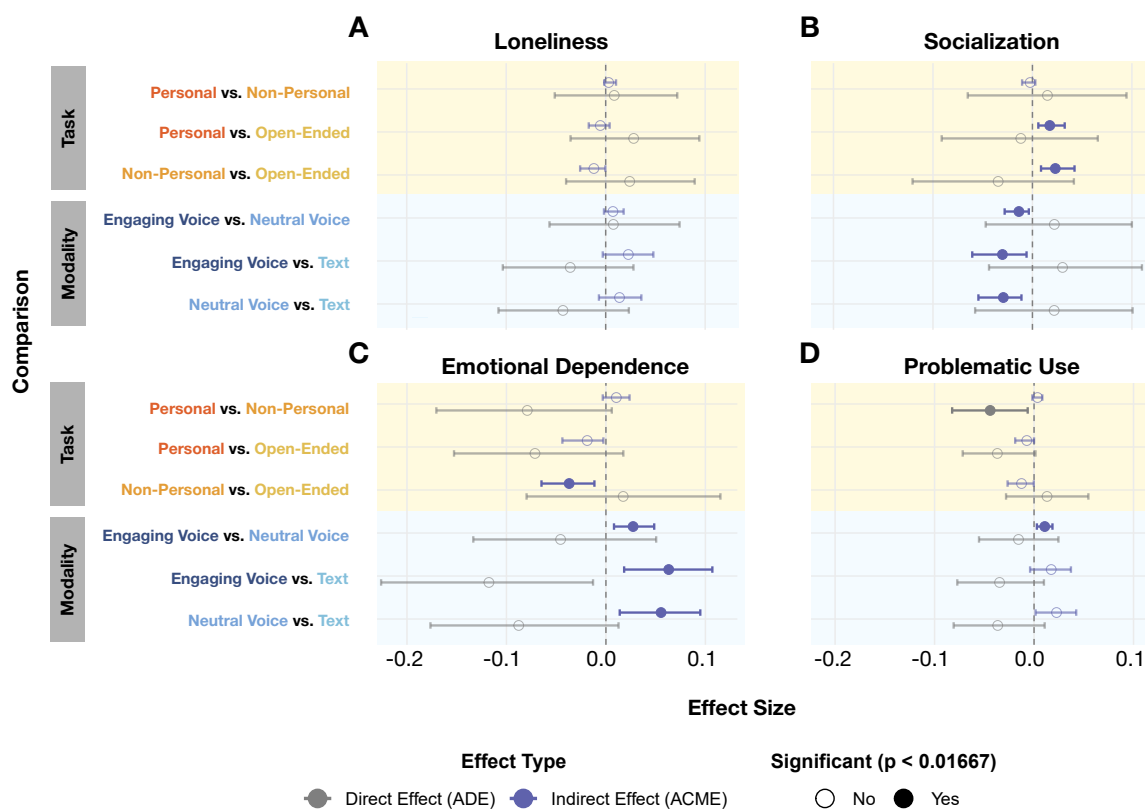 A
Loneliness
B
Socialization
Comparison
Task
Personal vs. Non-Personal
Personal vs. Open-Ended
Non-Personal vs. Open-Ended
Modality
Engaging Voice vs. Neutral Voice
Engaging Voice vs. Text
Neutral Voice vs. Text
C
Emotional Dependence
D
Problematic Use
Task
Personal vs. Non-Personal
Personal vs. Open-Ended
Non-Personal vs. Open-Ended
Modality
Engaging Voice vs. Neutral Voice
Engaging Voice vs. Text
Neutral Voice vs. Text
-0.2 -0.1 0.0 0.1 -0.2 -0.1 0.0 0.1
Effect Size
Effect Type Significant (p < 0.01667)
Direct Effect (ADE) Indirect Effect (ACME) No Yes